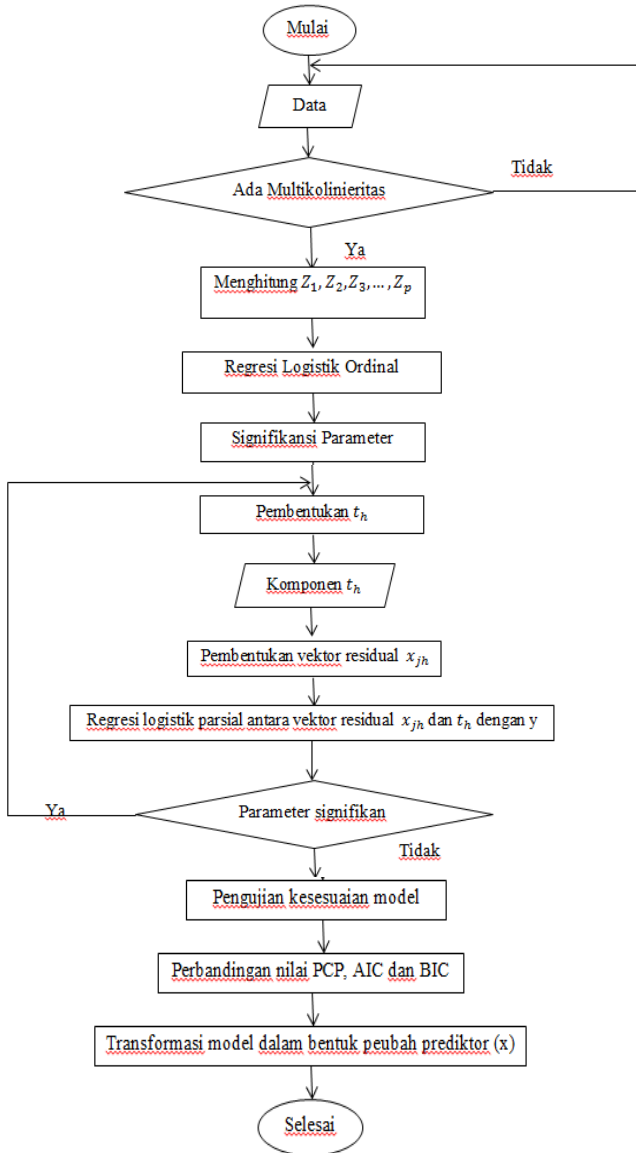 Mulai
Data
Tidak
Ada Multikolinieritas
Ya
Menghitung Z₁, Z₂,Z₃,...,Zₚ
Regresi Logistik Ordinal
Signifikansi Parameter
Pembentukan tₕ
Komponen tₕ
Pembentukan vektor residual xⱼₕ
Regresi logistik parsial antara vektor residual xⱼₕ dan tₕ dengan y
Ya
Parameter signifikan
Tidak
Pengujian kesesuaian model
Perbandingan nilai PCP, AIC dan BIC
Transformasi model dalam bentuk peubah prediktor (x)
Selesai